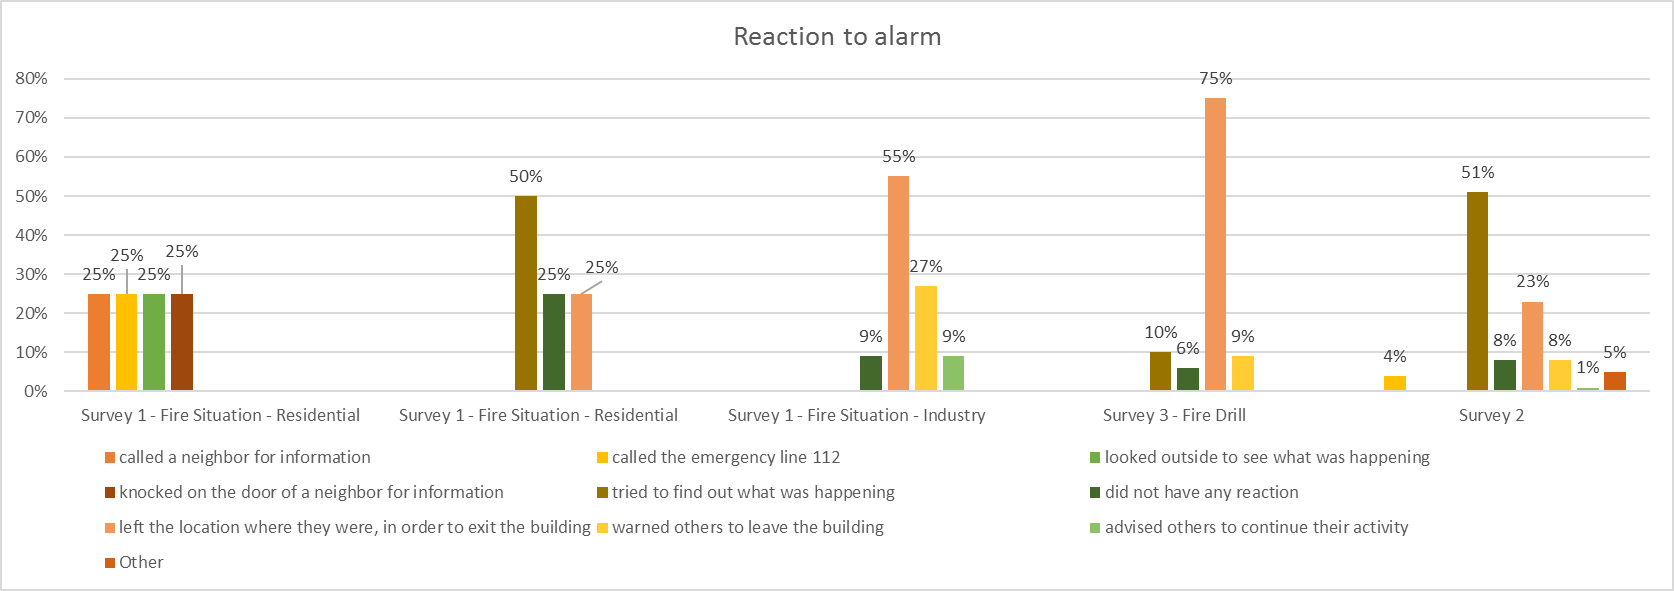 Reaction to alarm
80%
70%
60%
50%
40%
30%
20%
10%
0%
25%
25%
25%
25%
50%
25%
25%
9%
55%
27%
9%
10%
6%
75%
9%
4%
51%
8%
23%
8%
1%
5%
Survey 1 - Fire Situation - Residential
Survey 1 - Fire Situation - Residential
Survey 1 - Fire Situation - Industry
Survey 3 - Fire Drill
Survey 2
called a neighbor for information
called the emergency line 112
looked outside to see what was happening
knocked on the door of a neighbor for information
tried to find out what was happening
did not have any reaction
left the location where they were, in order to exit the building
warned others to leave the building
advised others to continue their activity
Other